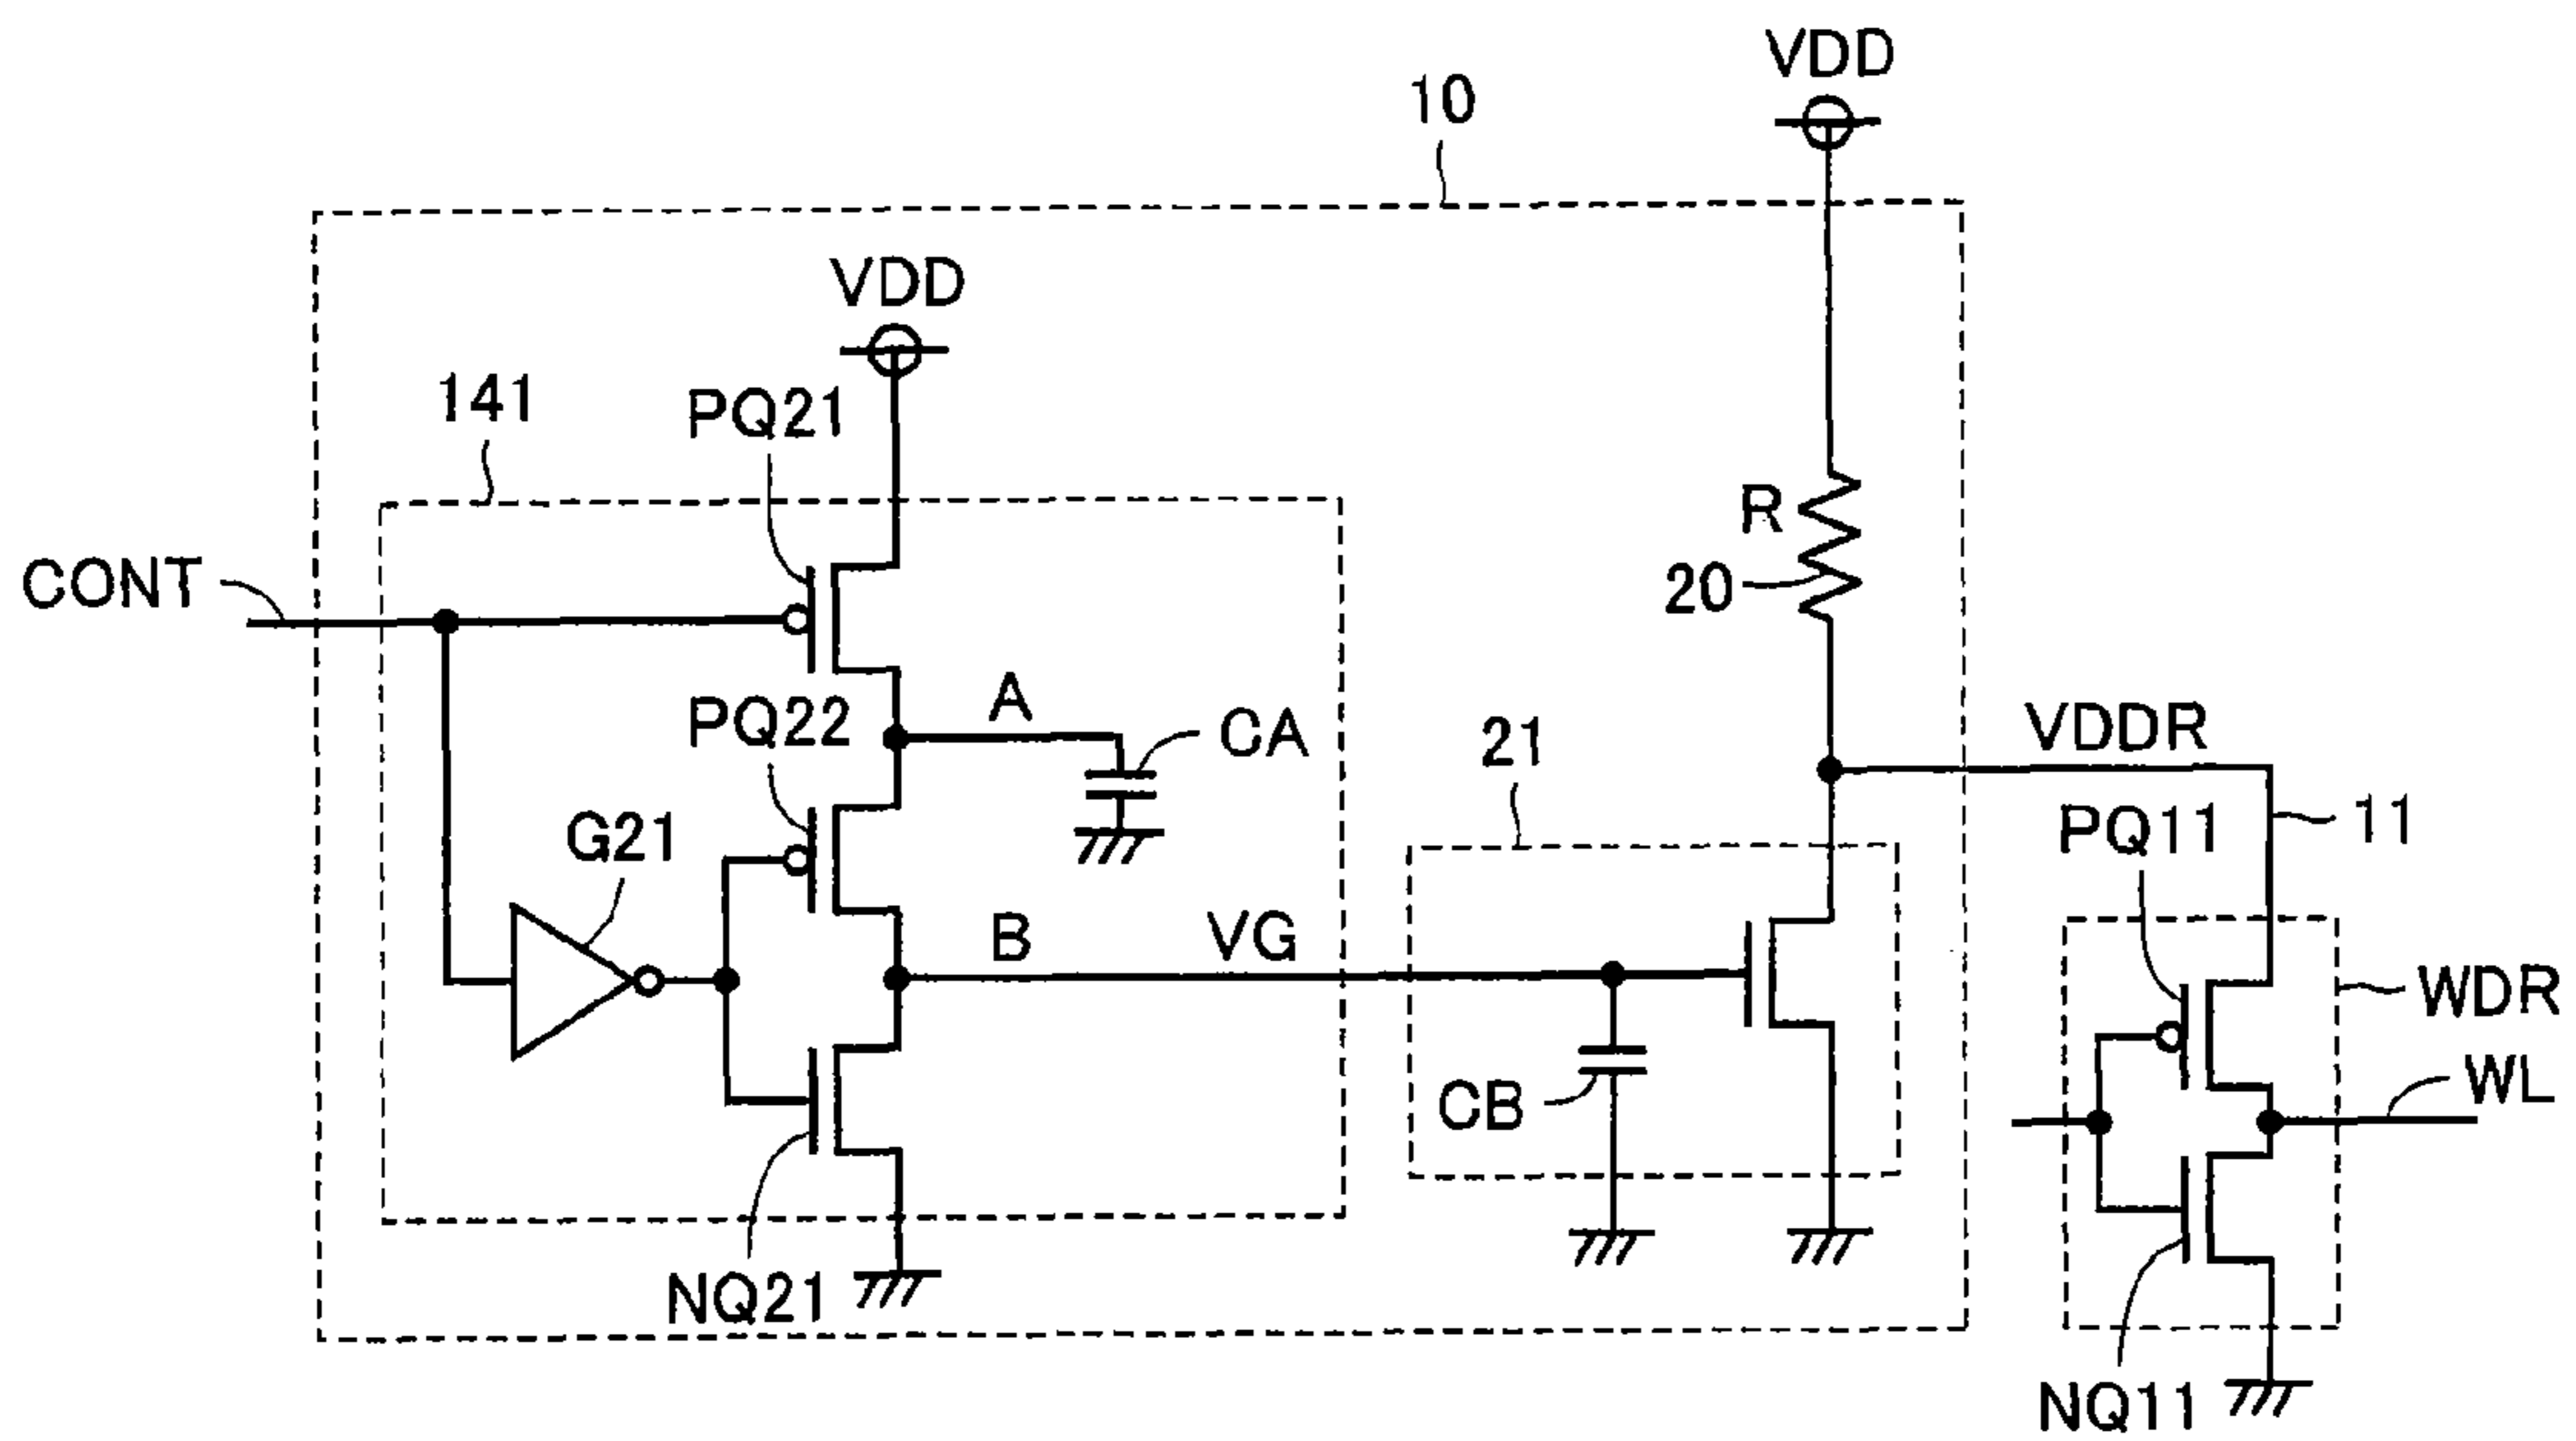 VDD
10
VDD
141
PQ21
R
CONT
20
A
PQ22
CA
21
VDDR
G21
PQ11
11
B
VG
WDR
CB
WL
NQ21
NQ11